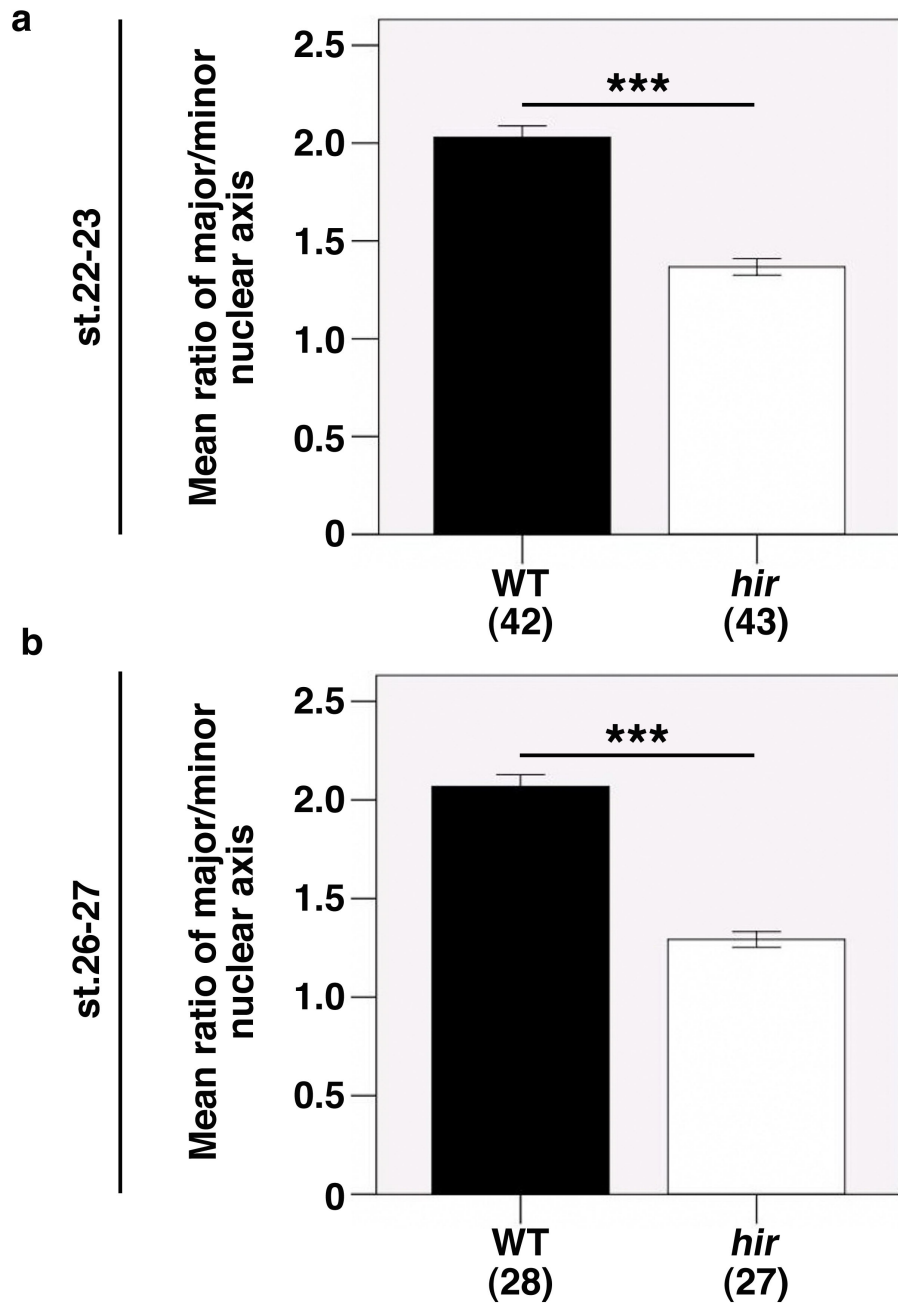 a
st.22-23
Mean ratio of major/minor
nuclear axis
2.5
2.0
1.5
1.0
0.5
0
***
WT
(42)
hir
(43)
b
st.26-27
Mean ratio of major/minor
nuclear axis
2.5
2.0
1.5
1.0
0.5
0
***
WT
(28)
hir
(27)